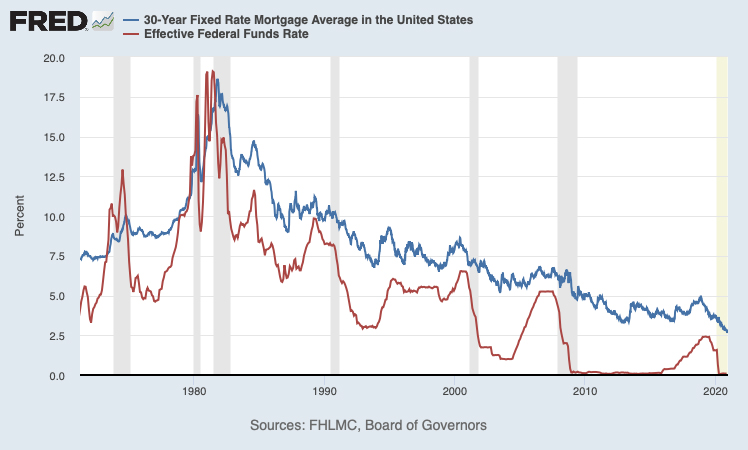 FRED
30-Year Fixed Rate Mortgage Average in the United States
Effective Federal Funds Rate
Percent
20.0
17.5
15.0
12.5
10.0
7.5
5.0
2.5
0.0
1980 1990 2000 2010 2020
Sources: FHLMC, Board of Governors